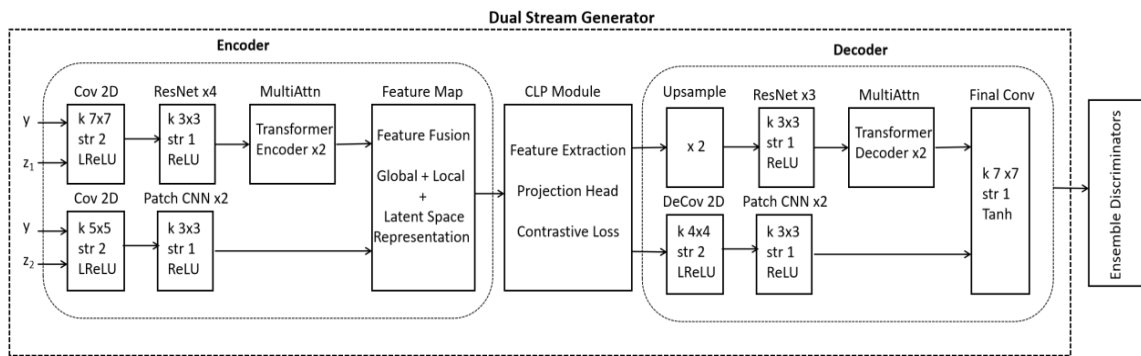 Dual Stream Generator
Encoder
Cov 2D
ResNet x4
MultiAttn
Feature Map
y
z1
k 7x7
str 2
LReLU
k 3x3
str 1
ReLU
Transformer
Encoder x2
Feature Fusion
Global + Local
+
Latent Space
Representation
Cov 2D
Patch CNN x2
y
z2
k 5x5
str 2
LReLU
k 3x3
str 1
ReLU
CLP Module
Feature Extraction
Projection Head
Contrastive Loss
Decoder
Upsample
ResNet x3
MultiAttn
Final Conv
x 2
k 3x3
str 1
ReLU
Transformer
Decoder x2
k 7 x7
str 1
Tanh
DeCov 2D
Patch CNN x2
k 4x4
str 2
LReLU
k 3x3
str 1
ReLU
Ensemble Discriminators